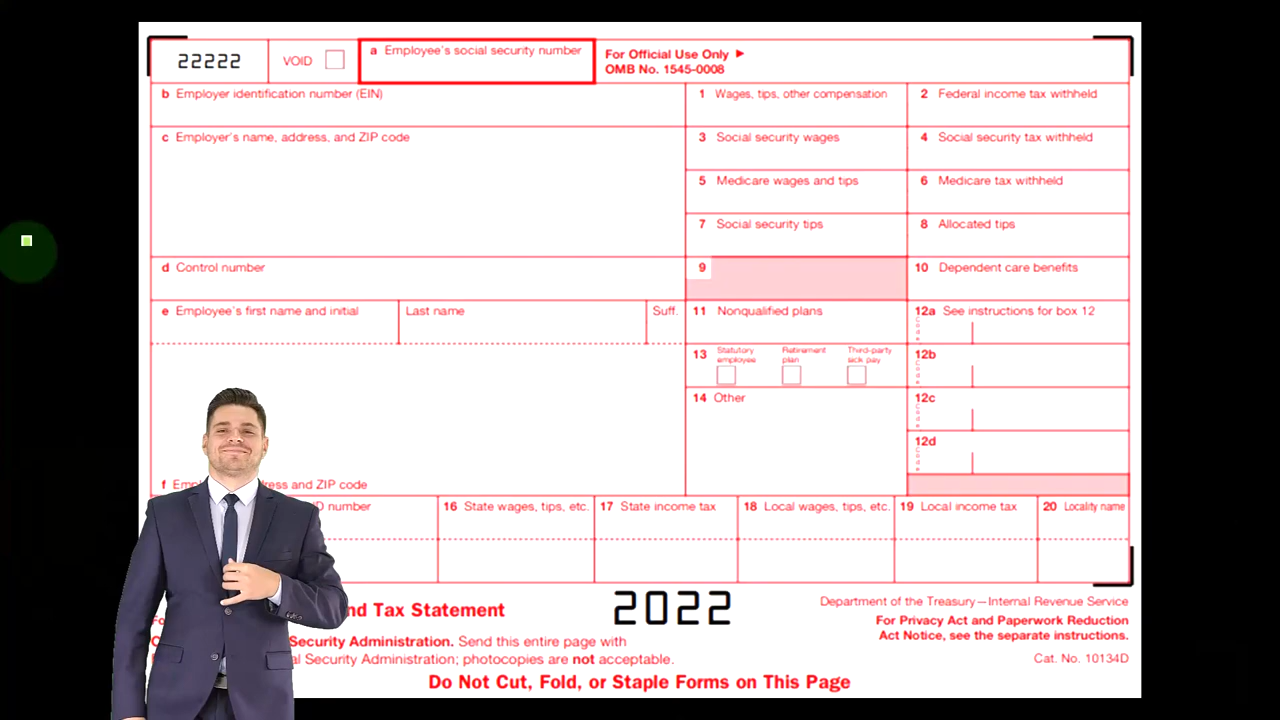 22222
VOID
a Employee's social security number
For Official Use Only ►
OMB No. 1545-0008
b Employer identification number (EIN)
1 Wages, tips, other compensation
2 Federal income tax withheld
c Employer's name, address, and ZIP code
3 Social security wages
4 Social security tax withheld
5 Medicare wages and tips
6 Medicare tax withheld
7 Social security tips
8 Allocated tips
d Control number
9
10 Dependent care benefits
e Employee's first name and initial
Last name
Suff.
11 Nonqualified plans
12a See instructions for box 12
Code
13
Statutory employee
Retirement plan
Third-party sick pay
12b
Code
14 Other
12c
Code
12d
Code
f and ZIP code
number
16 State wages, tips, etc.
17 State income tax
18 Local wages, tips, etc.
19 Local income tax
20 Locality name
Tax Statement
2022
Department of the Treasury—Internal Revenue Service
For Privacy Act and Paperwork Reduction
Act Notice, see the separate instructions.
Security Administration. Send this entire page with
Security Administration; photocopies are not acceptable.
Cat. No. 10134D
Do Not Cut, Fold, or Staple Forms on This Page